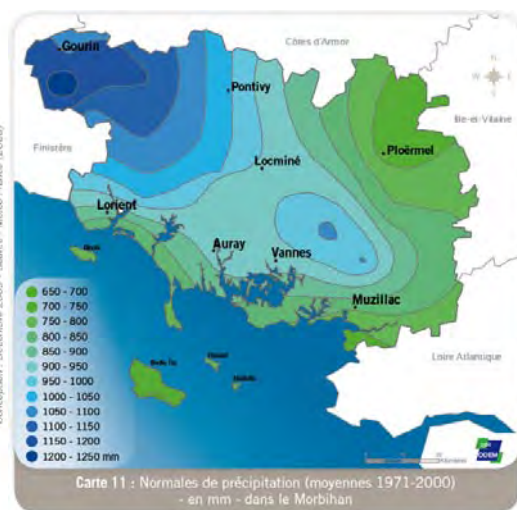 Gourin
Côtes d'Armor
Pontivy
Ille-et-Vilaine
Ploërmel
Finistère
Locminé
Lorient
Auray
Vannes
Muzillac
Loire Atlantique
650 - 700
700 - 750
750 - 800
800 - 850
850 - 900
900 - 950
950 - 1000
1000 - 1050
1050 - 1100
1100 - 1150
1150 - 1200
1200 - 1250 mm
ODEM
Carte 11 : Normales de précipitation (moyennes 1971-2000)
- en mm - dans le Morbihan